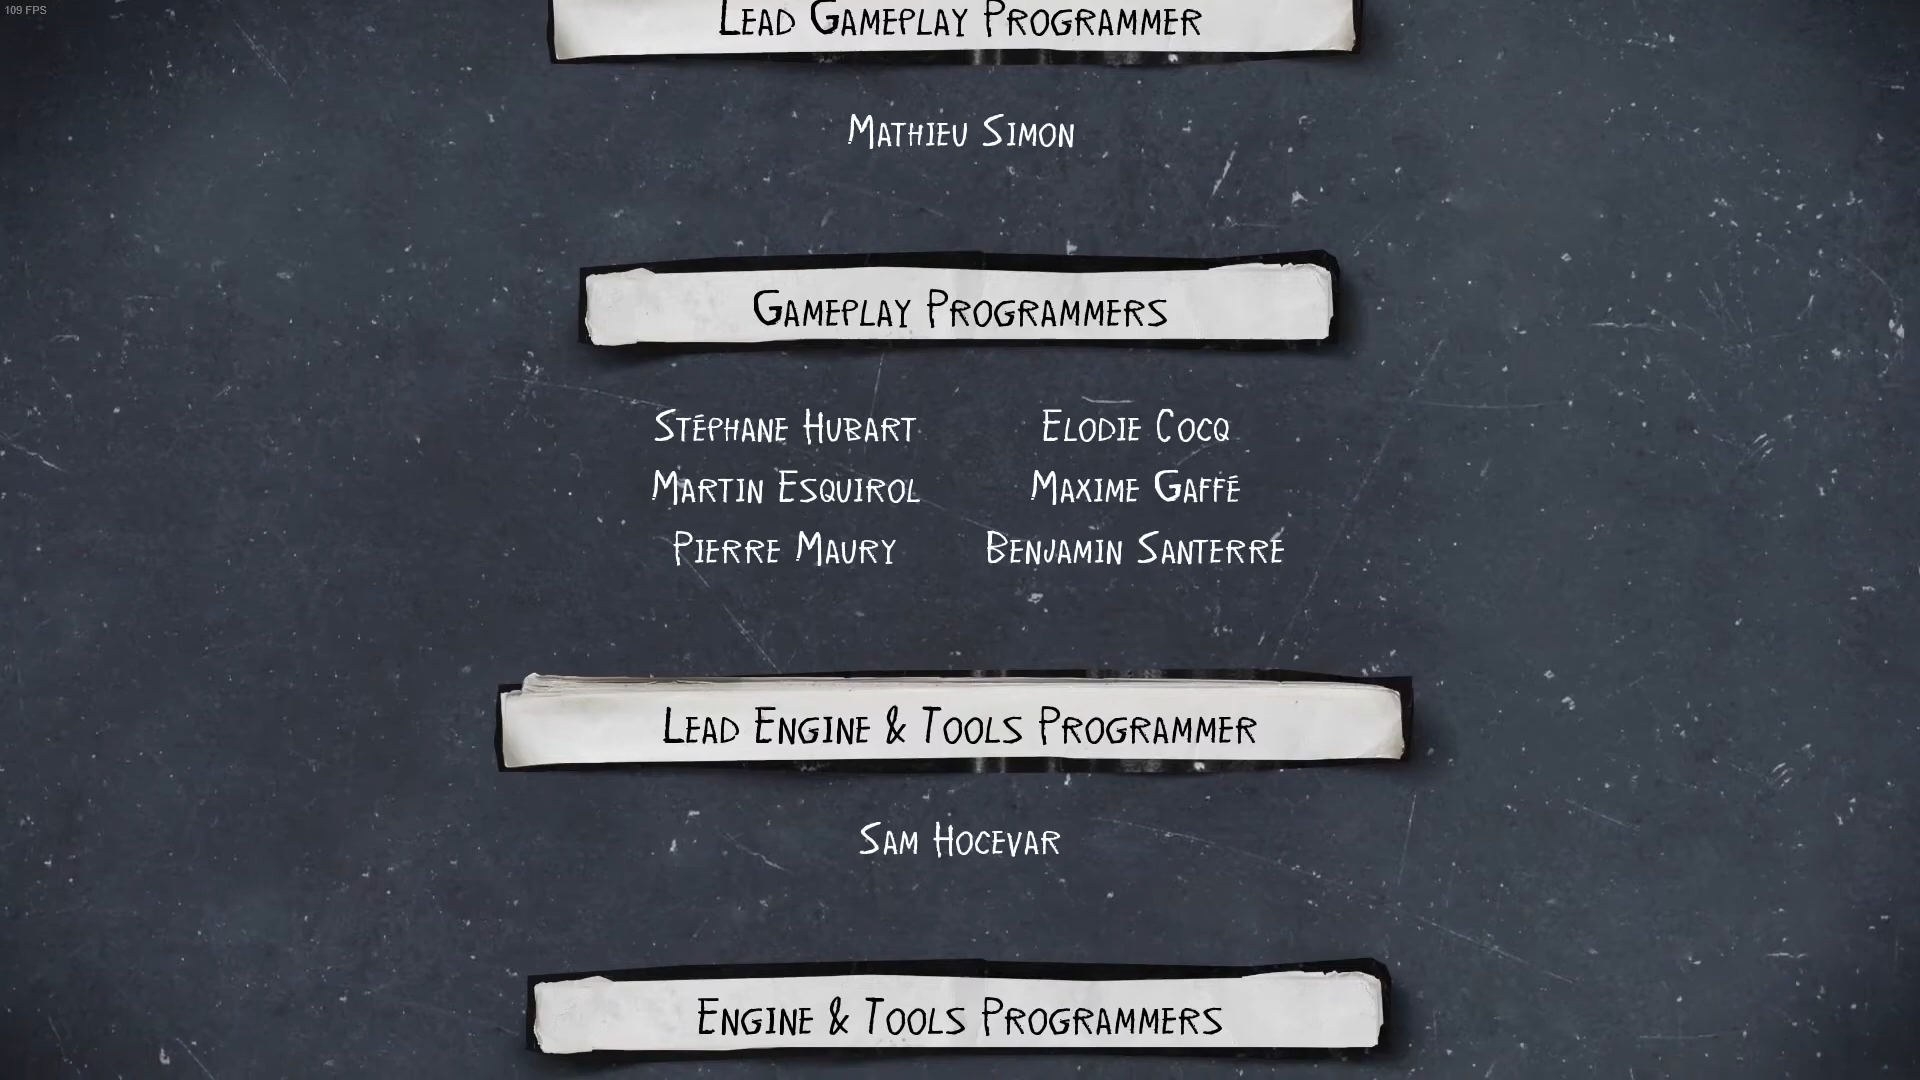 109 FPS
Lead Gameplay Programmer
Mathieu Simon
Gameplay Programmers
Stéphane Hubart Elodie Cocq
Martin Esquirol Maxime Gaffé
Pierre Maury Benjamin Santerre
Lead Engine & Tools Programmer
Sam Hocevar
Engine & Tools Programmers